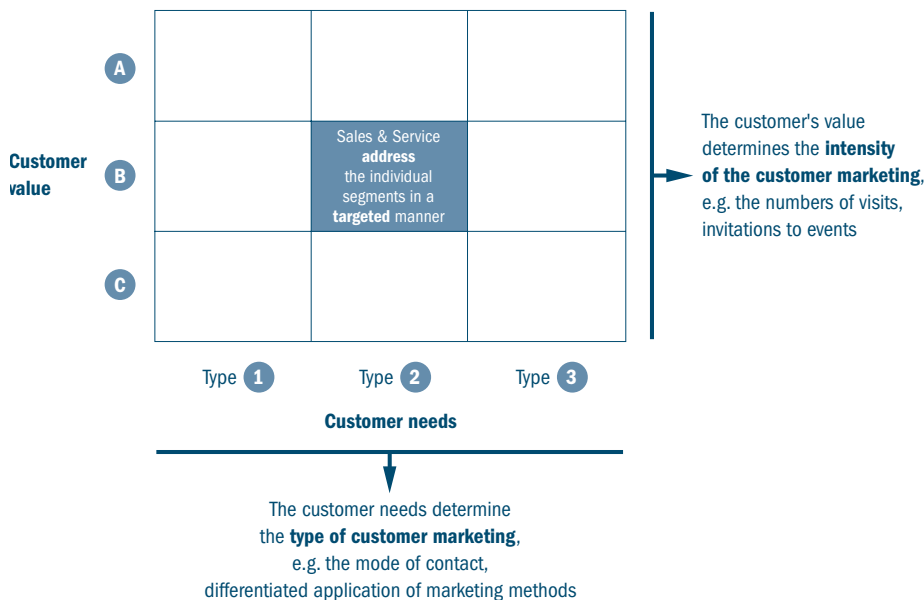 A
Sales & Service
address
the individual
segments in a
targeted manner
Customer
value
B
C
The customer's value
determines the intensity
of the customer marketing,
e.g. the numbers of visits,
invitations to events
Type 1 Type 2 Type 3
Customer needs
The customer needs determine
the type of customer marketing,
e.g. the mode of contact,
differentiated application of marketing methods